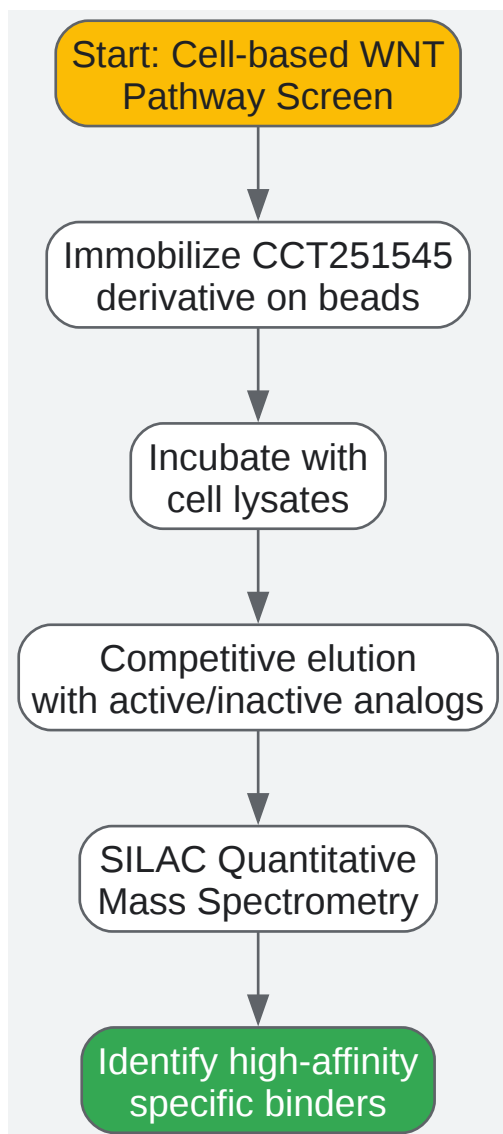 Start: Cell-based WNT
Pathway Screen
Immobilize CCT251545
derivative on beads
Incubate with
cell lysates
Competitive elution
with active/inactive analogs
SILAC Quantitative
Mass Spectrometry
Identify high-affinity
specific binders